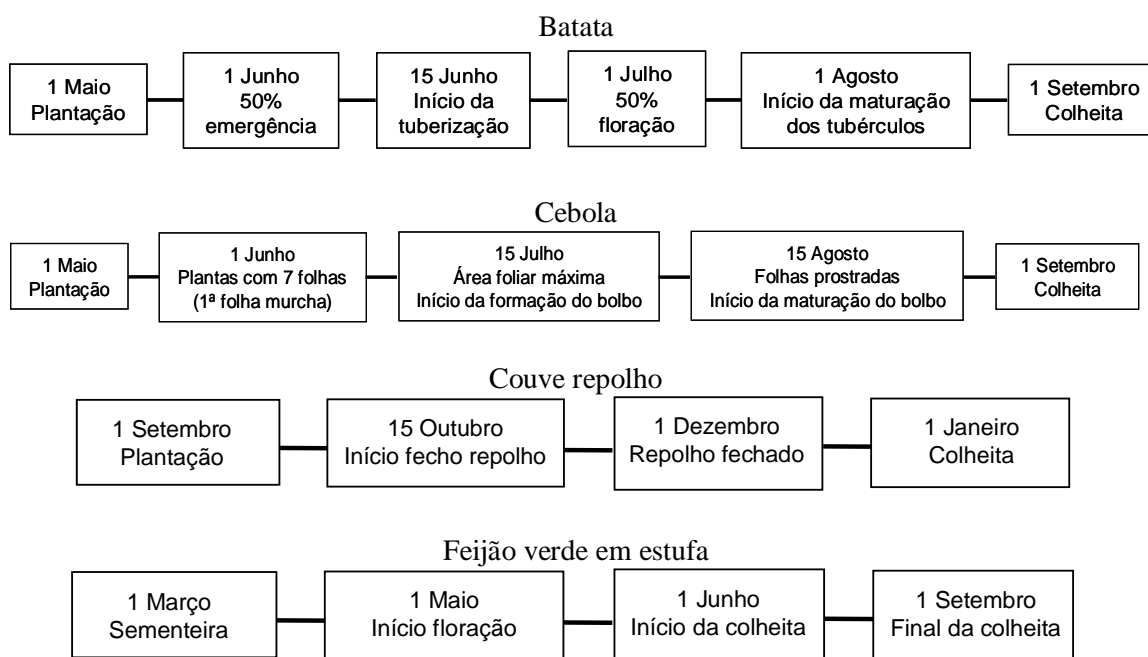 Batata
1 Maio
Plantação
1 Junho
50%
emergência
15 Junho
Início da
tuberização
1 Julho
50%
floração
1 Agosto
Início da maturação
dos tubérculos
1 Setembro
Colheita
Cebola
1 Maio
Plantação
1 Junho
Plantas com 7 folhas
(1ª folha murcha)
15 Julho
Área foliar máxima
Início da formação do bolbo
15 Agosto
Folhas prostradas
Início da maturação do bolbo
1 Setembro
Colheita
Couve repolho
1 Setembro
Plantação
15 Outubro
Início fecho repolho
1 Dezembro
Repolho fechado
1 Janeiro
Colheita
Feijão verde em estufa
1 Março
Sementeira
1 Maio
Início floração
1 Junho
Início da colheita
1 Setembro
Final da colheita